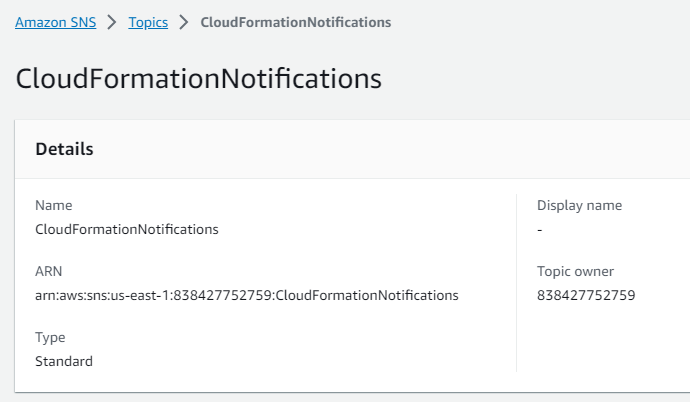 Amazon SNS > Topics > CloudFormationNotifications
CloudFormationNotifications
Details
Name
CloudFormationNotifications
ARN
arn:aws:sns:us-east-1:838427752759:CloudFormationNotifications
Type
Standard
Display name
-
Topic owner
838427752759